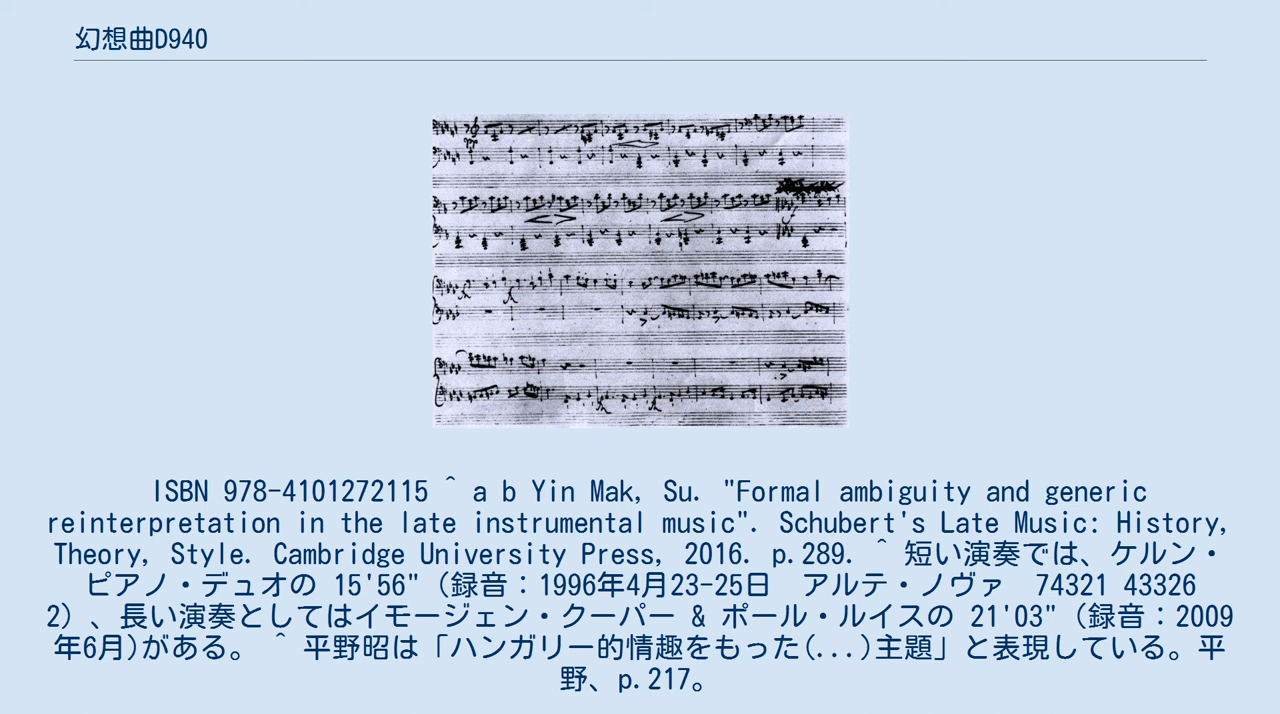 幻想曲D940
ISBN 978-4101272115 ^ a b Yin Mak, Su. "Formal ambiguity and generic
reinterpretation in the late instrumental music". Schubert's Late Music: History,
Theory, Style. Cambridge University Press, 2016. p.289. ^ 短い演奏では、ケルン・
ピアノ・デュオの 15'56"（録音：1996年4月23-25日　アルテ・ノヴァ　74321 43326
2）、長い演奏としてはイモージェン・クーパー & ポール・ルイスの 21'03"（録音：2009
年6月)がある。　^ 平野昭は「ハンガリー的情趣をもった(...)主題」と表現している。平
野、p.217。